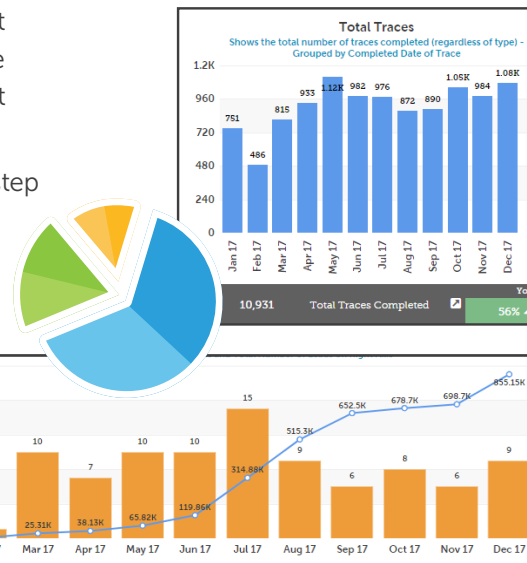 step
Total Traces
Shows the total number of traces completed (regardless of type) -
Grouped by Completed Date of Trace
1.2K
960
720
480
240
0
751
486
815
933
1.12K
982
976
872
890
1.05K
984
1.08K
Jan 17
Feb 17
Mar 17
Apr 17
May 17
Jun 17
Jul 17
Aug 17
Sep 17
Oct 17
Nov 17
Dec 17
10,931 Total Traces Completed
56%
10
7
10
10
15
9
6
8
6
9
25.31K
38.13K
65.82K
119.86K
314.88K
515.3K
652.5K
678.7K
698.7K
855.15K
Mar 17 Apr 17 May 17 Jun 17 Jul 17 Aug 17 Sep 17 Oct 17 Nov 17 Dec 17